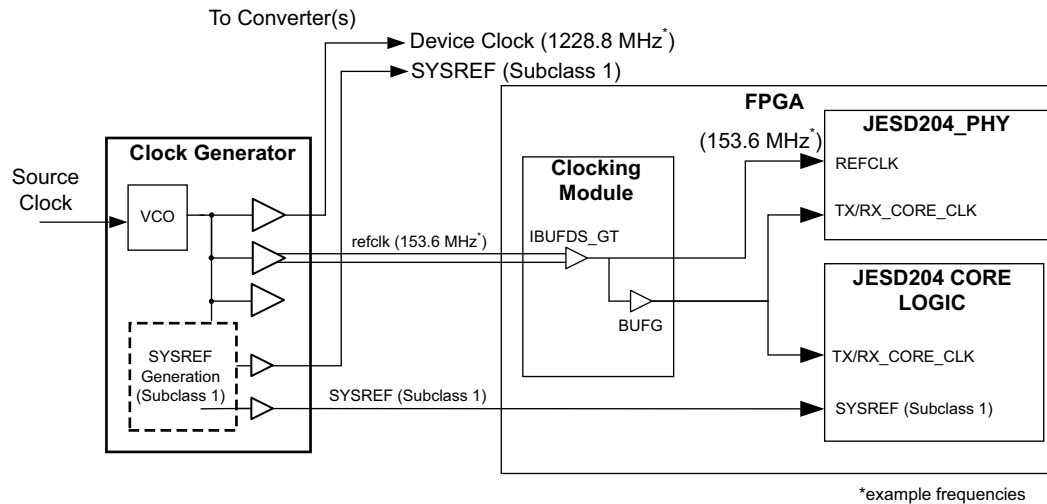 To Converter(s)
Device Clock (1228.8 MHz*)
SYSREF (Subclass 1)
FPGA
JESD204_PHY
(153.6 MHz*)
REFCLK
TX/RX_CORE_CLK
Clock Generator
Clocking
Module
Source
Clock
VCO
refclk (153.6 MHz*)
IBUFDS_GT
BUFG
JESD204 CORE
LOGIC
TX/RX_CORE_CLK
SYSREF (Subclass 1)
SYSREF
Generation
(Subclass 1)
SYSREF (Subclass 1)
*example frequencies